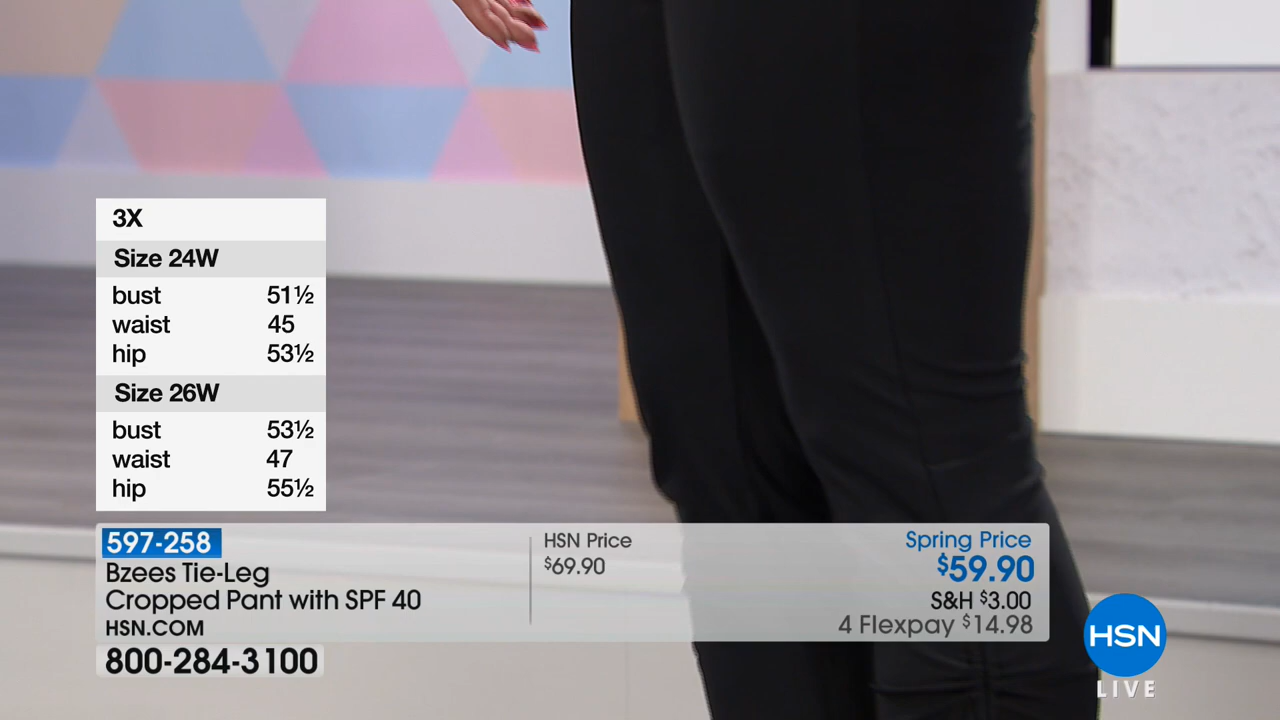 3X
Size 24W
bust 51½
waist 45
hip 53½
Size 26W
bust 53½
waist 47
hip 55½
597-258
Bzees Tie-Leg
Cropped Pant with SPF 40
HSN.COM
800-284-3100
HSN Price
$69.90
Spring Price
$59.90
S&H $3.00
4 Flexpay $14.98
HSN
LIVE